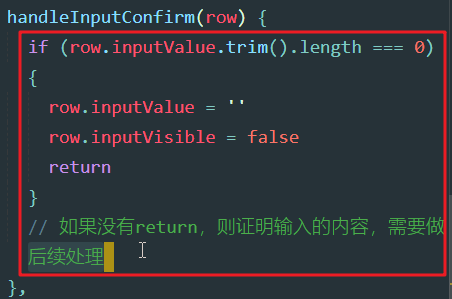 handleInputConfirm(row) {
if (row.inputValue.trim().length === 0)
{
row.inputValue = ''
row.inputVisible = false
return
}
// 如果没有return，则证明输入的内容，需要做
后续处理
},